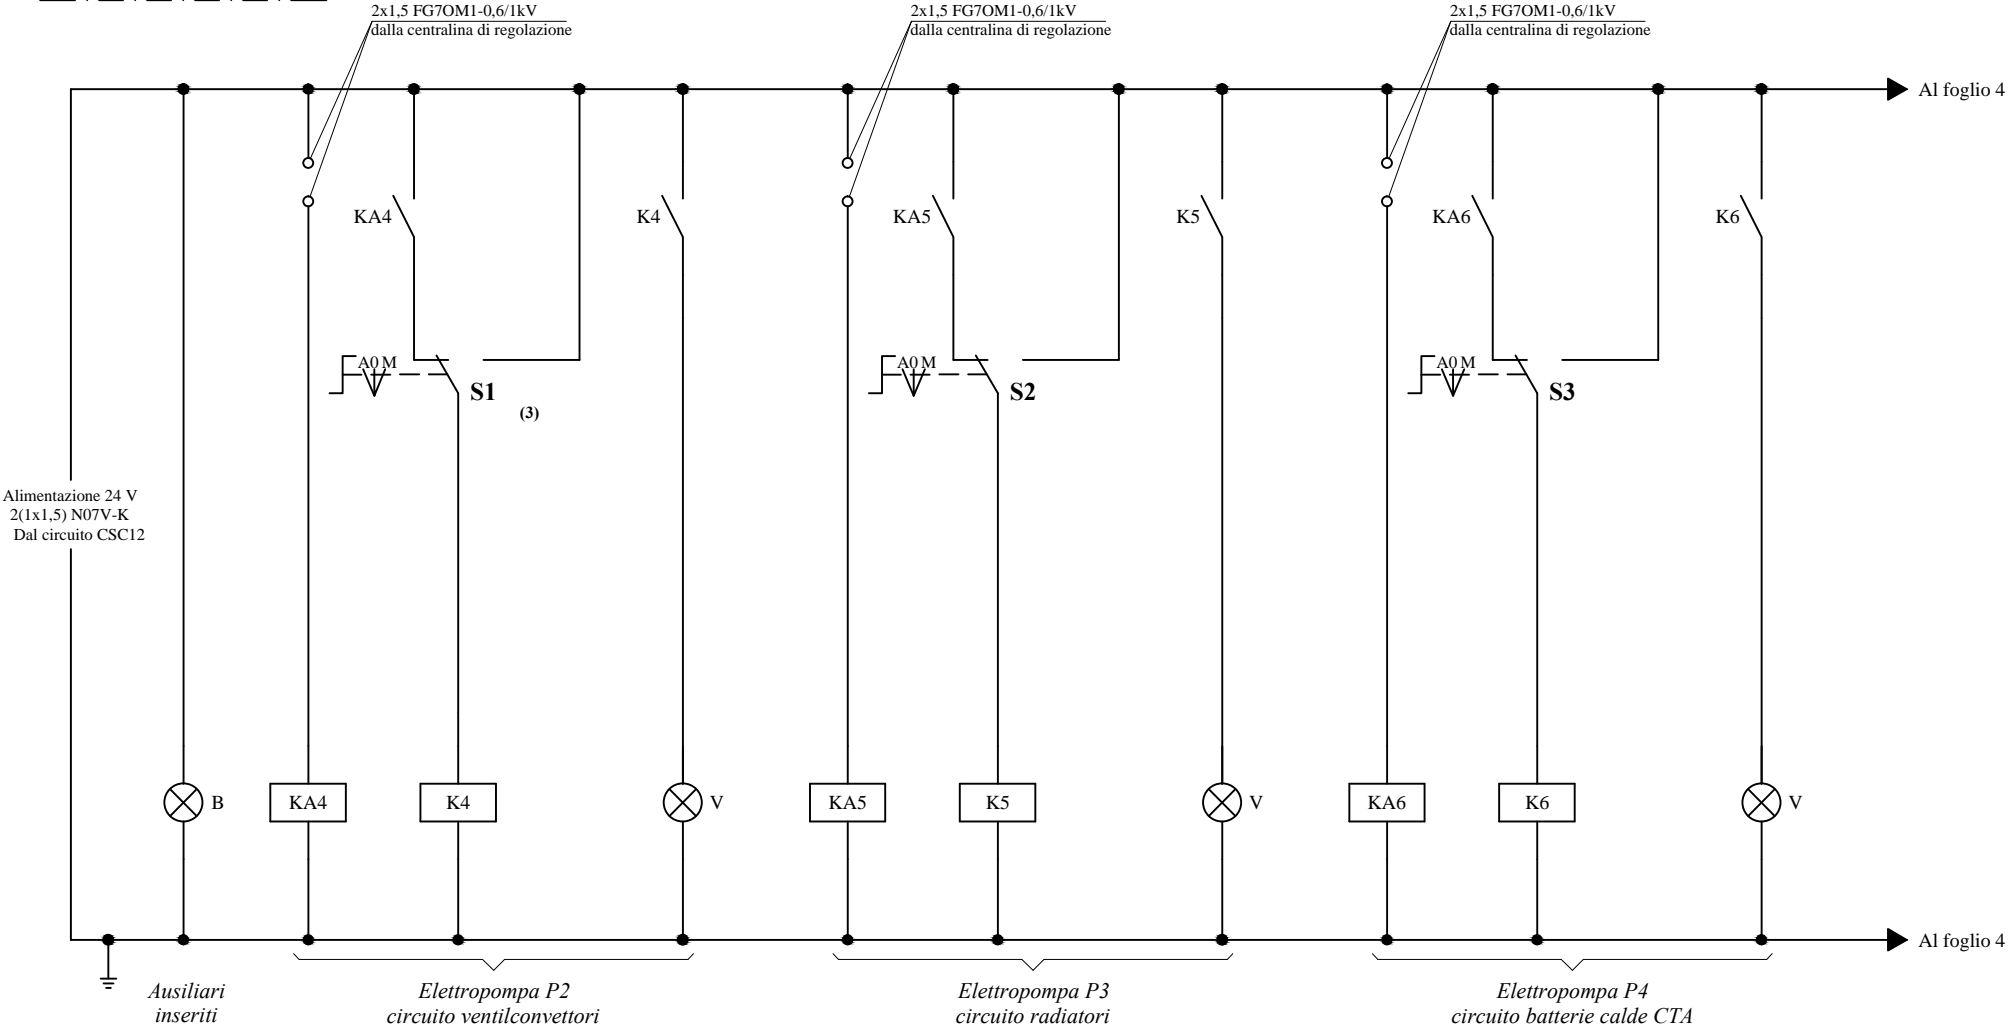 2x1,5 FG7OM1-0,6/1kV
dalla centralina di regolazione
2x1,5 FG7OM1-0,6/1kV
dalla centralina di regolazione
2x1,5 FG7OM1-0,6/1kV
dalla centralina di regolazione
Al foglio 4
KA4
K4
KA5
K5
KA6
K6
A0 M
S1
(3)
A0 M
S2
A0 M
S3
Alimentazione 24 V
2(1x1,5) N07V-K
Dal circuito CSC12
B
KA4
K4
V
KA5
K5
V
KA6
K6
V
Al foglio 4
Ausiliari
inseriti
Elettropompa P2
circuito ventilconvettori
Elettropompa P3
circuito radiatori
Elettropompa P4
circuito batterie calde CTA